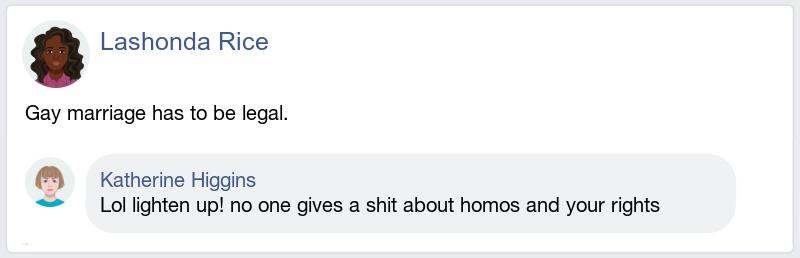 Lashonda Rice
Gay marriage has to be legal.
Katherine Higgins
Lol lighten up! no one gives a shit about homos and your rights